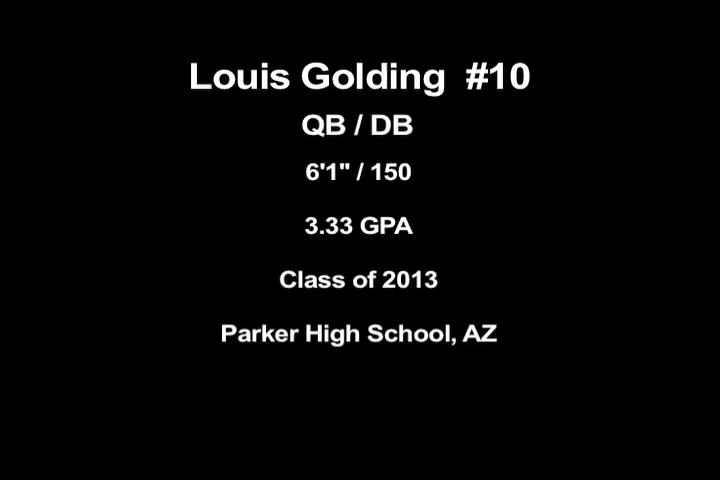 Louis Golding  #10
QB / DB
6'1" / 150
3.33 GPA
Class of 2013
Parker High School, AZ